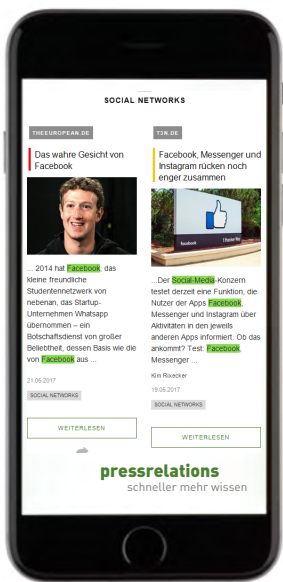 SOCIAL NETWORKS
THEEUROPEAN.DE
Das wahre Gesicht von
Facebook
... 2014 hat Facebook, das
kleine freundliche
Studentennetzwerk von
nebenan, das Startup-
Unternehmen Whatsapp
übernommen – ein
Botschaftsdienst von großer
Beliebtheit, dessen Basis wie die
von Facebook aus ...
21.05.2017
SOCIAL NETWORKS
WEITERLESEN
T3N.DE
Facebook, Messenger und
Instagram rücken noch
enger zusammen
facebook
1 Hacker Way
...Der Social-Media-Konzern
testet derzeit eine Funktion, die
Nutzer der Apps Facebook,
Messenger und Instagram über
Aktivitäten in den jeweils
anderen Apps informiert. Ob das
ankommt? Test: Facebook,
Messenger ...
Kim Rixecker
19.05.2017
SOCIAL NETWORKS
WEITERLESEN
pressrelations
schneller mehr wissen